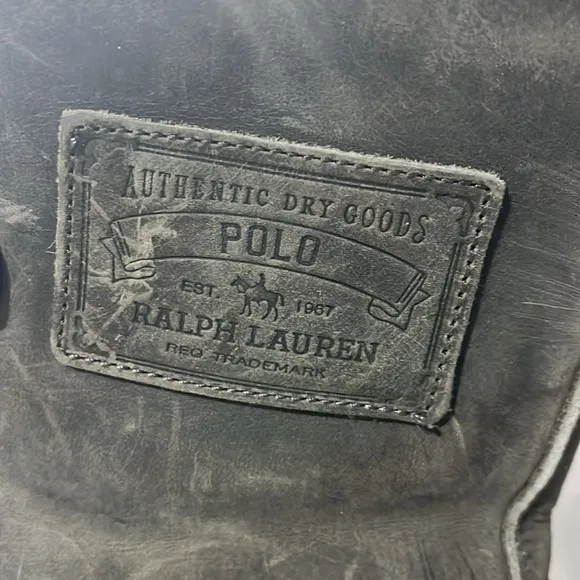 AUTHENTIC DRY GOODS
POLO
EST. 1967
RALPH LAUREN
REG TRADEMARK